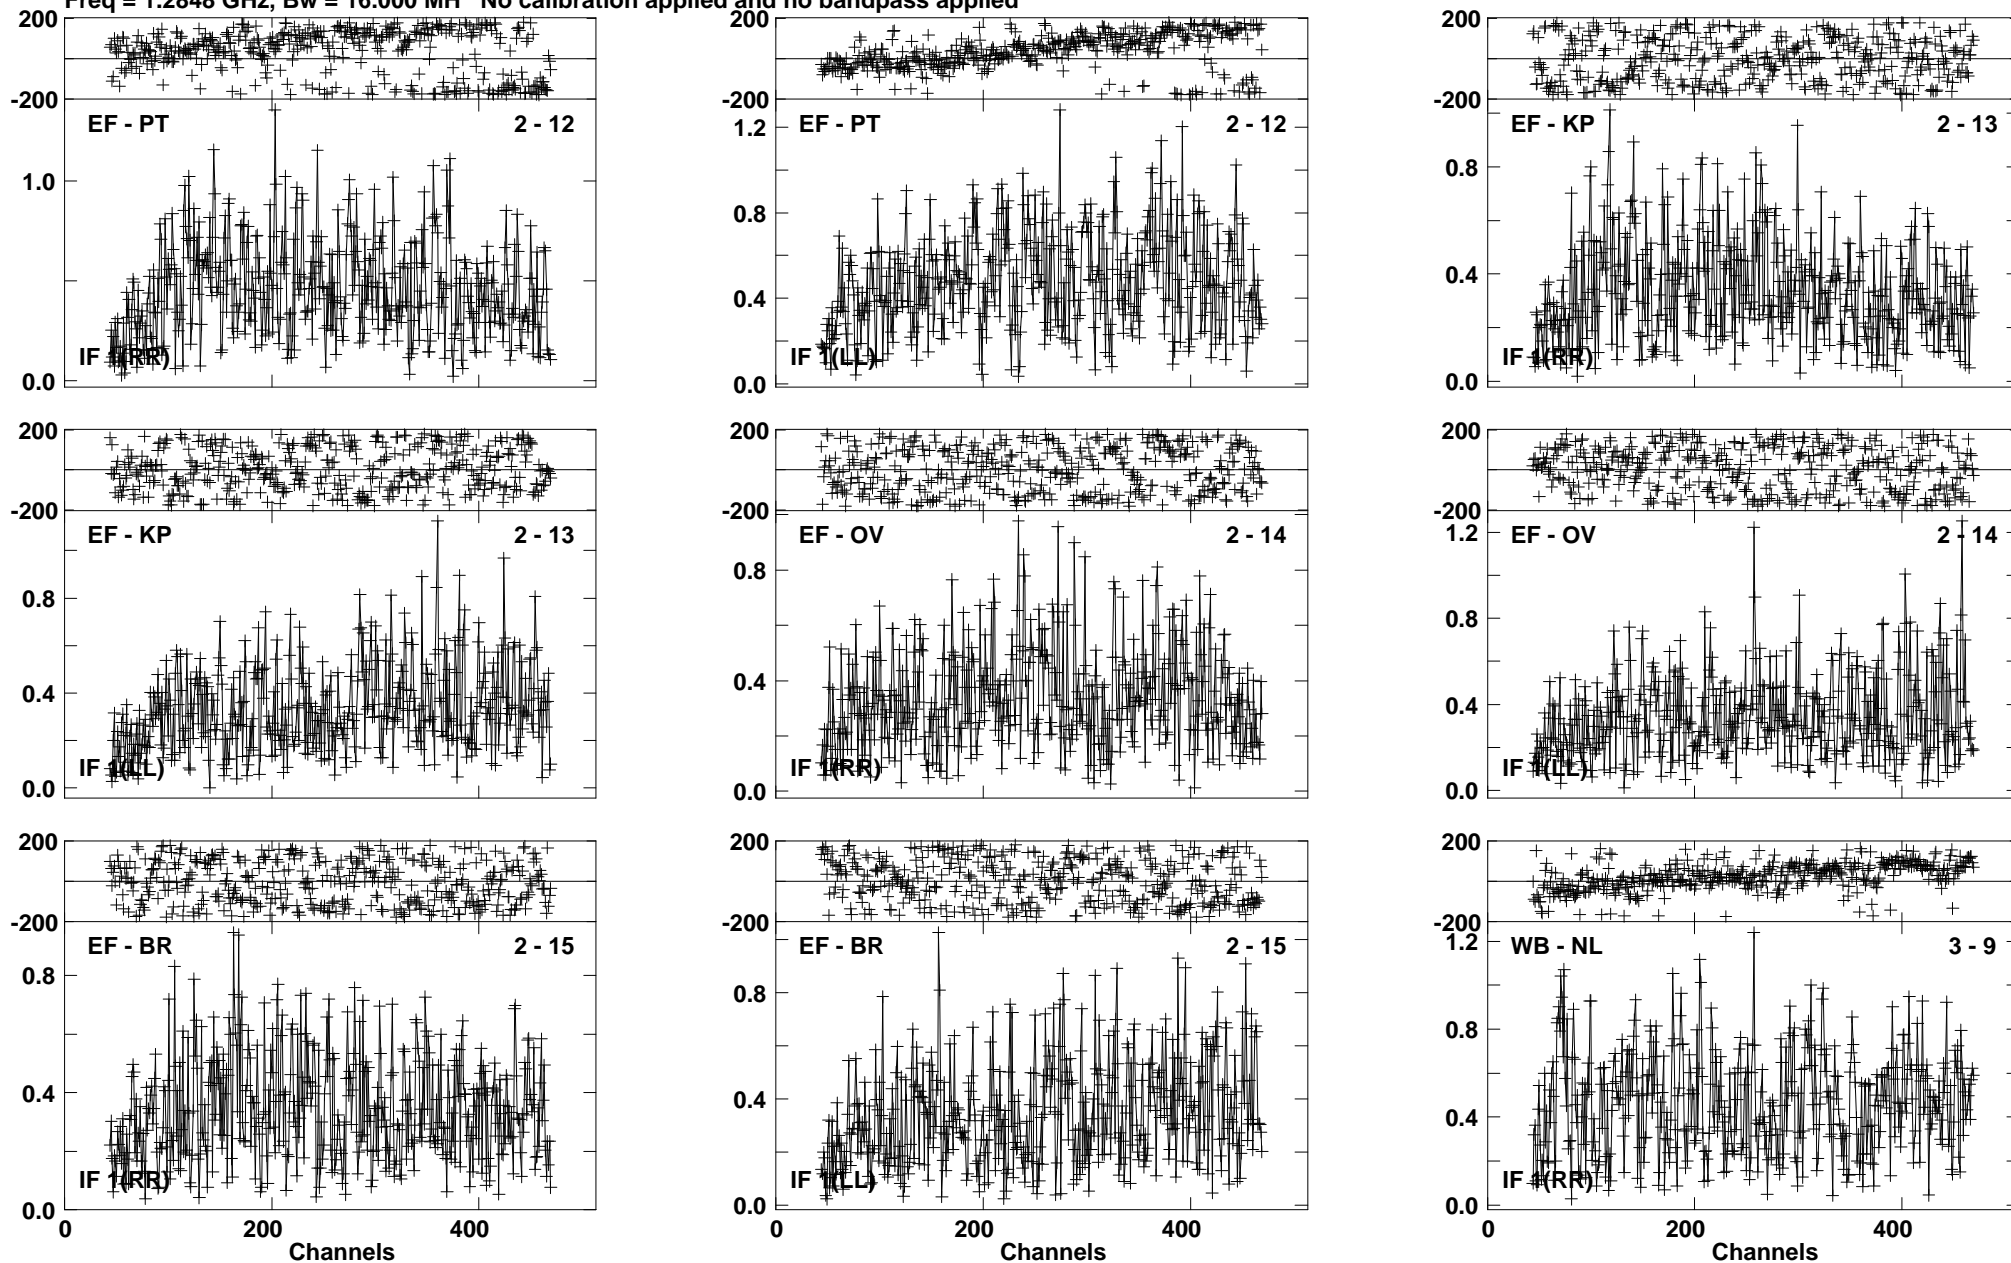 Freq = 1.2848 GHz, Bw = 16.000 MH No calibration applied and no bandpass applied
200 200 200
-200 -200 -200
EF - PT 2 - 12 EF - PT 2 - 12 EF - KP 2 - 13
1.2
1.0 0.8 0.8
0.4 0.4
IF 1(RR) IF 1(LL) IF 1(RR)
0.0 0.0 0.0
200 200 200
-200 -200 -200
EF - KP 2 - 13 EF - OV 2 - 14 EF - OV 2 - 14
1.2
0.8 0.8 0.8
0.4 0.4 0.4
IF 1(LL) IF 1(RR) IF 1(LL)
0.0 0.0 0.0
200 200 200
-200 -200 -200
EF - BR 2 - 15 EF - BR 2 - 15 WB - NL 3 - 9
1.2
0.8 0.8 0.8
0.4 0.4 0.4
IF 1(RR) IF 1(LL) IF 1(RR)
0.0 0.0 0.0
0 200 400 0 200 400 0 200 400
Channels Channels Channels